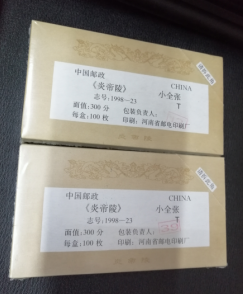 中国邮政 CHINA
《炎帝陵》 小全张
志号:1998-23 T
面值:300分 包装负责人:
每盒:100枚 印刷:河南省邮电印刷厂
中国邮政 CHINA
《炎帝陵》 小全张
志号:1998-23 T
面值:300分 包装负责人:
每盒:100枚 印刷:河南省邮电印刷厂